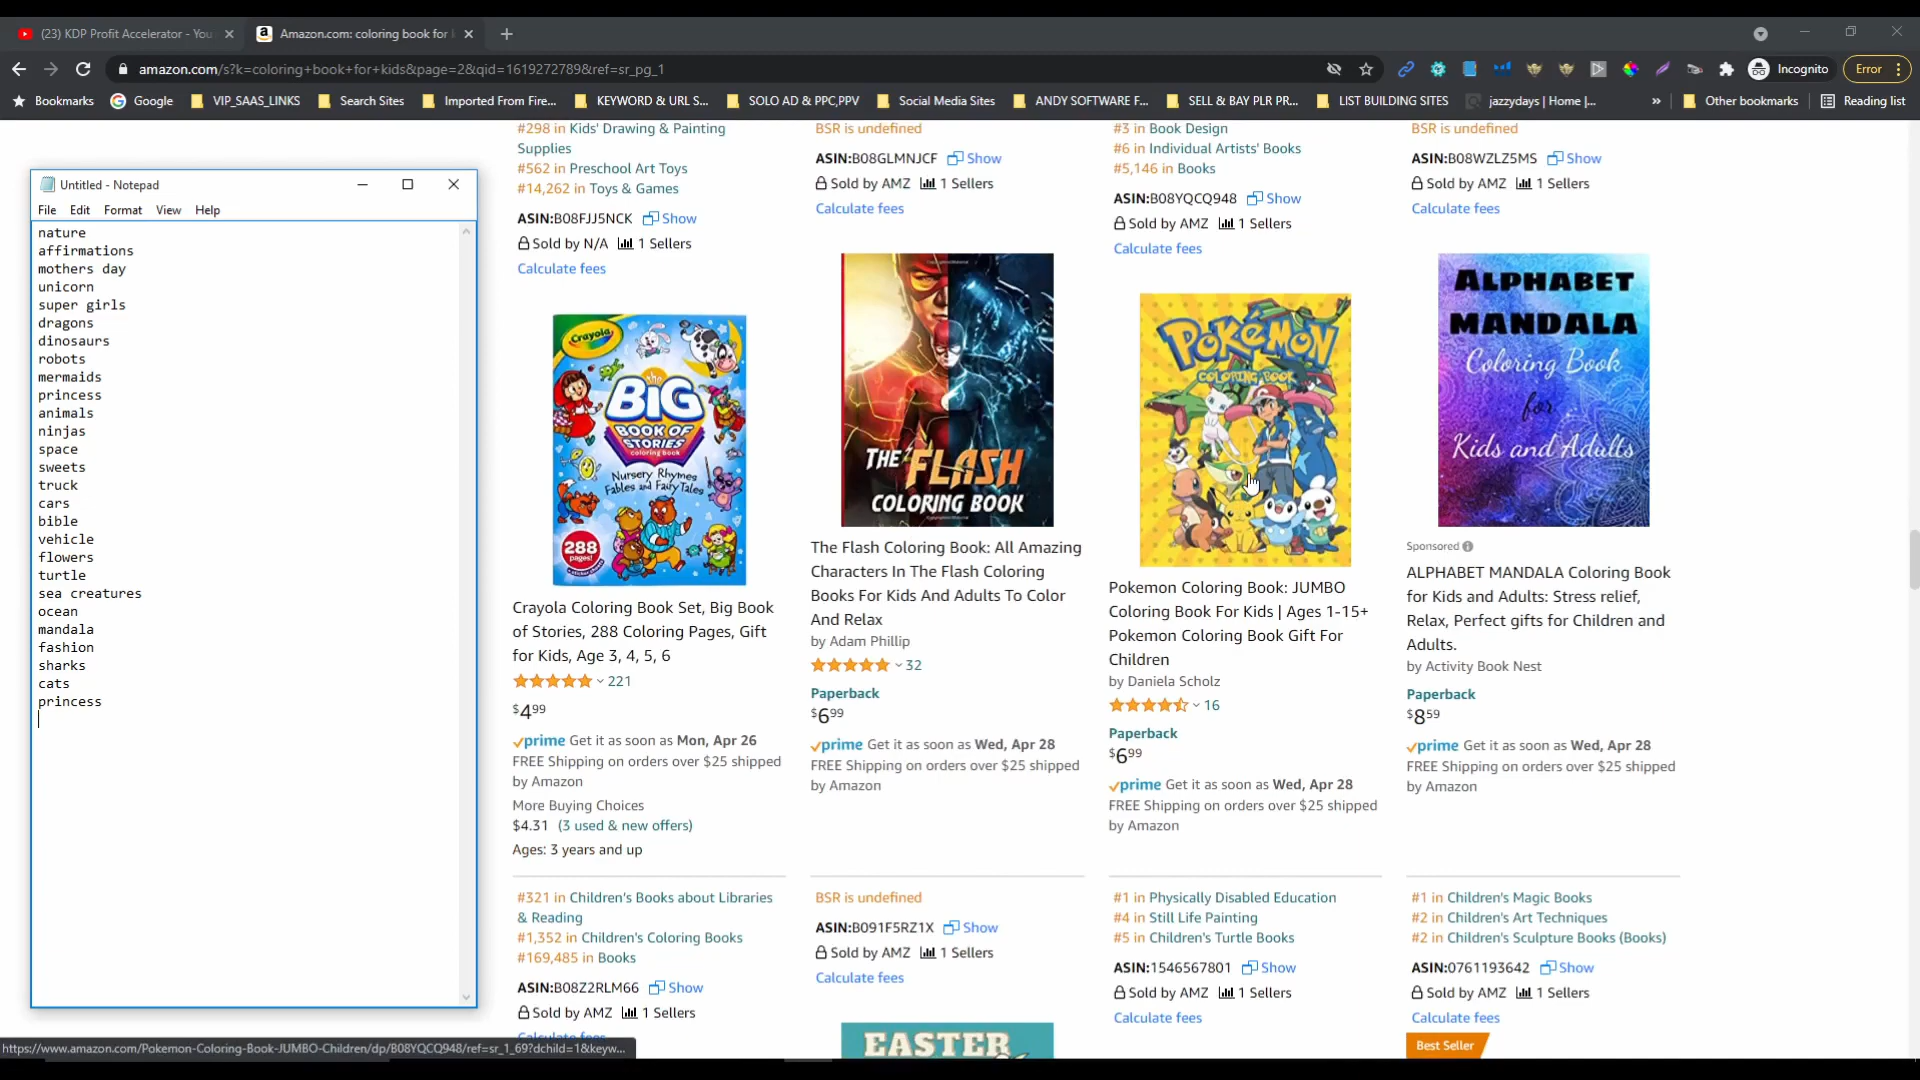 (23) KDP Profit Accelerator - You
Amazon.com: coloring book for k
amazon.com/s?k=coloring+book+for+kids&page=2&qid=1619272789&ref=sr_pg_1
Incognito
Error
Bookmarks
Google
VIP_SAAS_LINKS
Search Sites
Imported From Fire...
KEYWORD & URL S...
SOLO AD & PPC,PPV
Social Media Sites
ANDY SOFTWARE F...
SELL & BAY PLR PR...
LIST BUILDING SITES
jazzydays | Home |...
»
Other bookmarks
Reading list
Untitled - Notepad
File Edit Format View Help
nature
affirmations
mothers day
unicorn
super girls
dragons
dinosaurs
robots
mermaids
princess
animals
ninjas
space
sweets
truck
cars
bible
vehicle
flowers
turtle
sea creatures
ocean
mandala
fashion
sharks
cats
princess
#298 in Kids' Drawing & Painting
Supplies
#562 in Preschool Art Toys
#14,262 in Toys & Games
ASIN:B08FJJ5NCK Show
Sold by N/A 1 Sellers
Calculate fees
Crayola
the
BIG
BOOK OF
STORIES
coloring book
Nursery Rhymes
Fables and Fairy Tales
288
pages!
Crayola Coloring Book Set, Big Book
of Stories, 288 Coloring Pages, Gift
for Kids, Age 3, 4, 5, 6
221
$4.99
prime Get it as soon as Mon, Apr 26
FREE Shipping on orders over $25 shipped
by Amazon
More Buying Choices
$4.31 (3 used & new offers)
Ages: 3 years and up
#321 in Children's Books about Libraries
& Reading
#1,352 in Children's Coloring Books
#169,485 in Books
ASIN:B08Z2RLM66 Show
Sold by AMZ 1 Sellers
Calculate fees
BSR is undefined
ASIN:B08GLMNJCF Show
Sold by AMZ 1 Sellers
Calculate fees
THE FLASH
COLORING BOOK
The Flash Coloring Book: All Amazing
Characters In The Flash Coloring
Books For Kids And Adults To Color
And Relax
by Adam Phillip
32
Paperback
$6.99
prime Get it as soon as Wed, Apr 28
FREE Shipping on orders over $25 shipped
by Amazon
BSR is undefined
ASIN:B091F5RZ1X Show
Sold by AMZ 1 Sellers
Calculate fees
EASTER
#3 in Book Design
#6 in Individual Artists' Books
#5,146 in Books
ASIN:B08YQCQ948 Show
Sold by AMZ 1 Sellers
Calculate fees
POKéMON
COLORING BOOK
Pokemon Coloring Book: JUMBO
Coloring Book For Kids | Ages 1-15+
Pokemon Coloring Book Gift For
Children
by Daniela Scholz
16
Paperback
$6.99
prime Get it as soon as Wed, Apr 28
FREE Shipping on orders over $25 shipped
by Amazon
#1 in Physically Disabled Education
#4 in Still Life Painting
#5 in Children's Turtle Books
ASIN:1546567801 Show
Sold by AMZ 1 Sellers
Calculate fees
BSR is undefined
ASIN:B08WZLZ5MS Show
Sold by AMZ 1 Sellers
Calculate fees
ALPHABET
MANDALA
Coloring Book
for
Kids and Adults
Sponsored
ALPHABET MANDALA Coloring Book
for Kids and Adults: Stress relief,
Relax, Perfect gifts for Children and
Adults.
by Activity Book Nest
Paperback
$8.59
prime Get it as soon as Wed, Apr 28
FREE Shipping on orders over $25 shipped
by Amazon
#1 in Children's Magic Books
#2 in Children's Art Techniques
#2 in Children's Sculpture Books (Books)
ASIN:0761193642 Show
Sold by AMZ 1 Sellers
Calculate fees
Best Seller
https://www.amazon.com/Pokemon-Coloring-Book-JUMBO-Children/dp/B08YQCQ948/ref=sr_1_69?dchild=1&keyw...